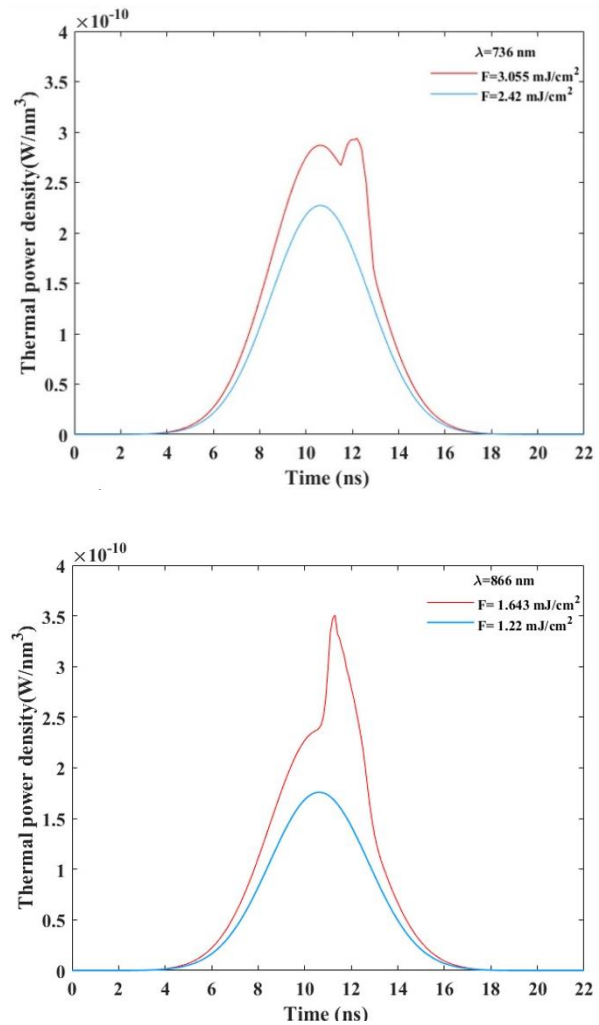 ×10⁻¹⁰
λ=736 nm
F=3.055 mJ/cm²
F=2.42 mJ/cm²
Thermal power density(W/nm³)
4
3.5
3
2.5
2
1.5
1
0.5
0
0 2 4 6 8 10 12 14 16 18 20 22
Time (ns)
×10⁻¹⁰
λ=866 nm
F= 1.643 mJ/cm²
F= 1.22 mJ/cm²
Thermal power density(W/nm³)
4
3.5
3
2.5
2
1.5
1
0.5
0
0 2 4 6 8 10 12 14 16 18 20 22
Time (ns)